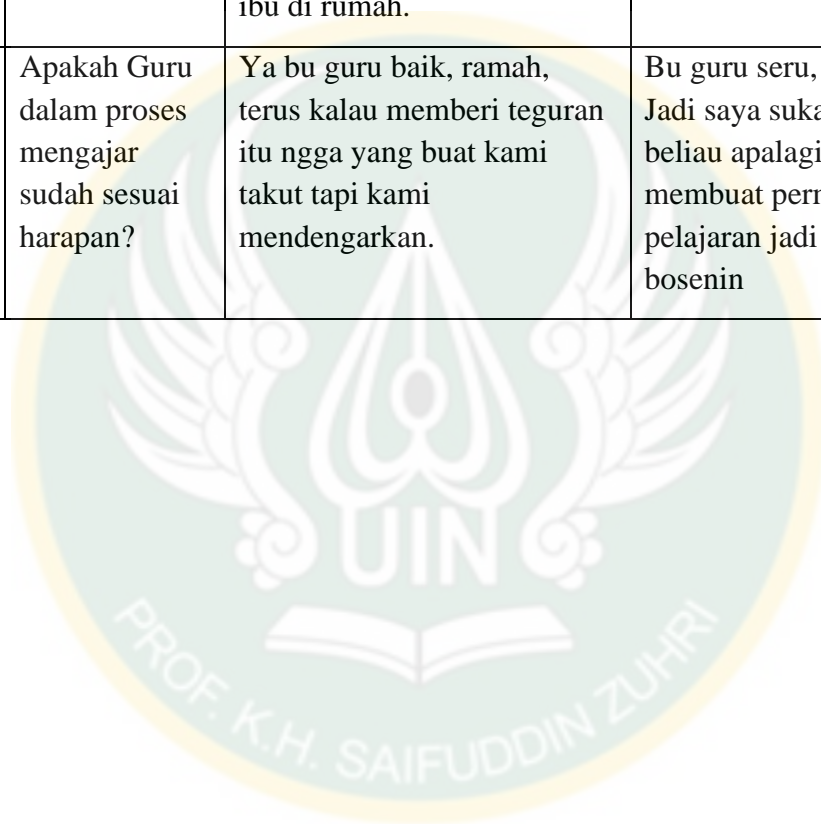 ibu di rumah.
Apakah Guru
dalam proses
mengajar
sudah sesuai
harapan?
Ya bu guru baik, ramah,
terus kalau memberi teguran
itu ngga yang buat kami
takut tapi kami
mendengarkan.
Bu guru seru,
Jadi saya suka
beliau apalagi
membuat
pelajaran jadi
bosenin
UIN
PROF. K.H. SAIFUDDIN ZUHRI